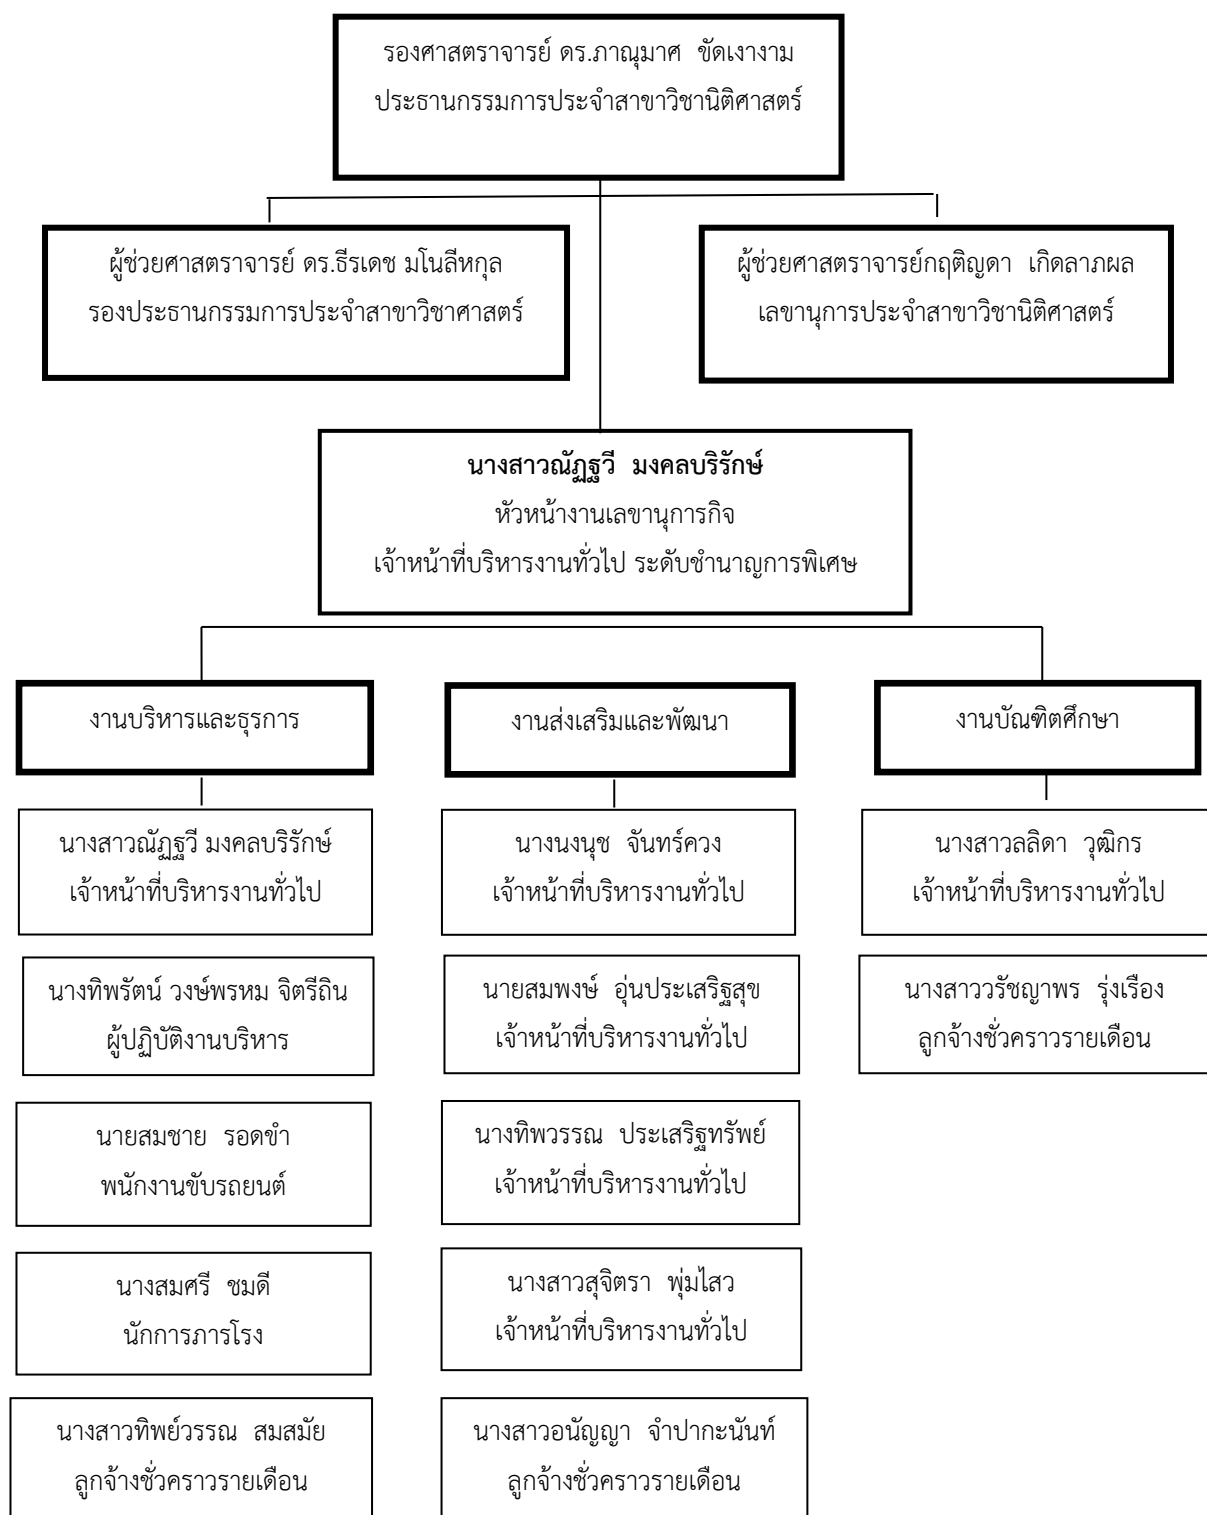 รองศาสตราจารย์ ดร.ภาณุมาศ  ขัดเงางาม
ประธานกรรมการประจำสาขาวิชานิติศาสตร์
ผู้ช่วยศาสตราจารย์ ดร.ธีรเดช มโนลีหกุล
รองประธานกรรมการประจำสาขาวิชาศาสตร์
ผู้ช่วยศาสตราจารย์กฤติญดา  เกิดลาภผล
เลขานุการประจำสาขาวิชานิติศาสตร์
นางสาวณัฏฐวี  มงคลบริรักษ์
หัวหน้างานเลขานุการกิจ
เจ้าหน้าที่บริหารงานทั่วไป ระดับชำนาญการพิเศษ
งานบริหารและธุรการ
นางสาวณัฏฐวี มงคลบริรักษ์
เจ้าหน้าที่บริหารงานทั่วไป
นางทิพรัตน์ วงษ์พรหม จิตรีถิน
ผู้ปฏิบัติงานบริหาร
นายสมชาย  รอดขำ
พนักงานขับรถยนต์
นางสมศรี  ชมดี
นักการภารโรง
นางสาวทิพย์วรรณ  สมสมัย
ลูกจ้างชั่วคราวรายเดือน
งานส่งเสริมและพัฒนา
นางนงนุช  จันทร์ควง
เจ้าหน้าที่บริหารงานทั่วไป
นายสมพงษ์  อุ่นประเสริฐสุข
เจ้าหน้าที่บริหารงานทั่วไป
นางทิพวรรณ  ประเสริฐทรัพย์
เจ้าหน้าที่บริหารงานทั่วไป
นางสาวสุจิตรา  พุ่มไสว
เจ้าหน้าที่บริหารงานทั่วไป
นางสาวอนัญญา  จำปากะนันท์
ลูกจ้างชั่วคราวรายเดือน
งานบัณฑิตศึกษา
นางสาวลลิดา  วุฒิกร
เจ้าหน้าที่บริหารงานทั่วไป
นางสาววรัชญาพร  รุ่งเรือง
ลูกจ้างชั่วคราวรายเดือน